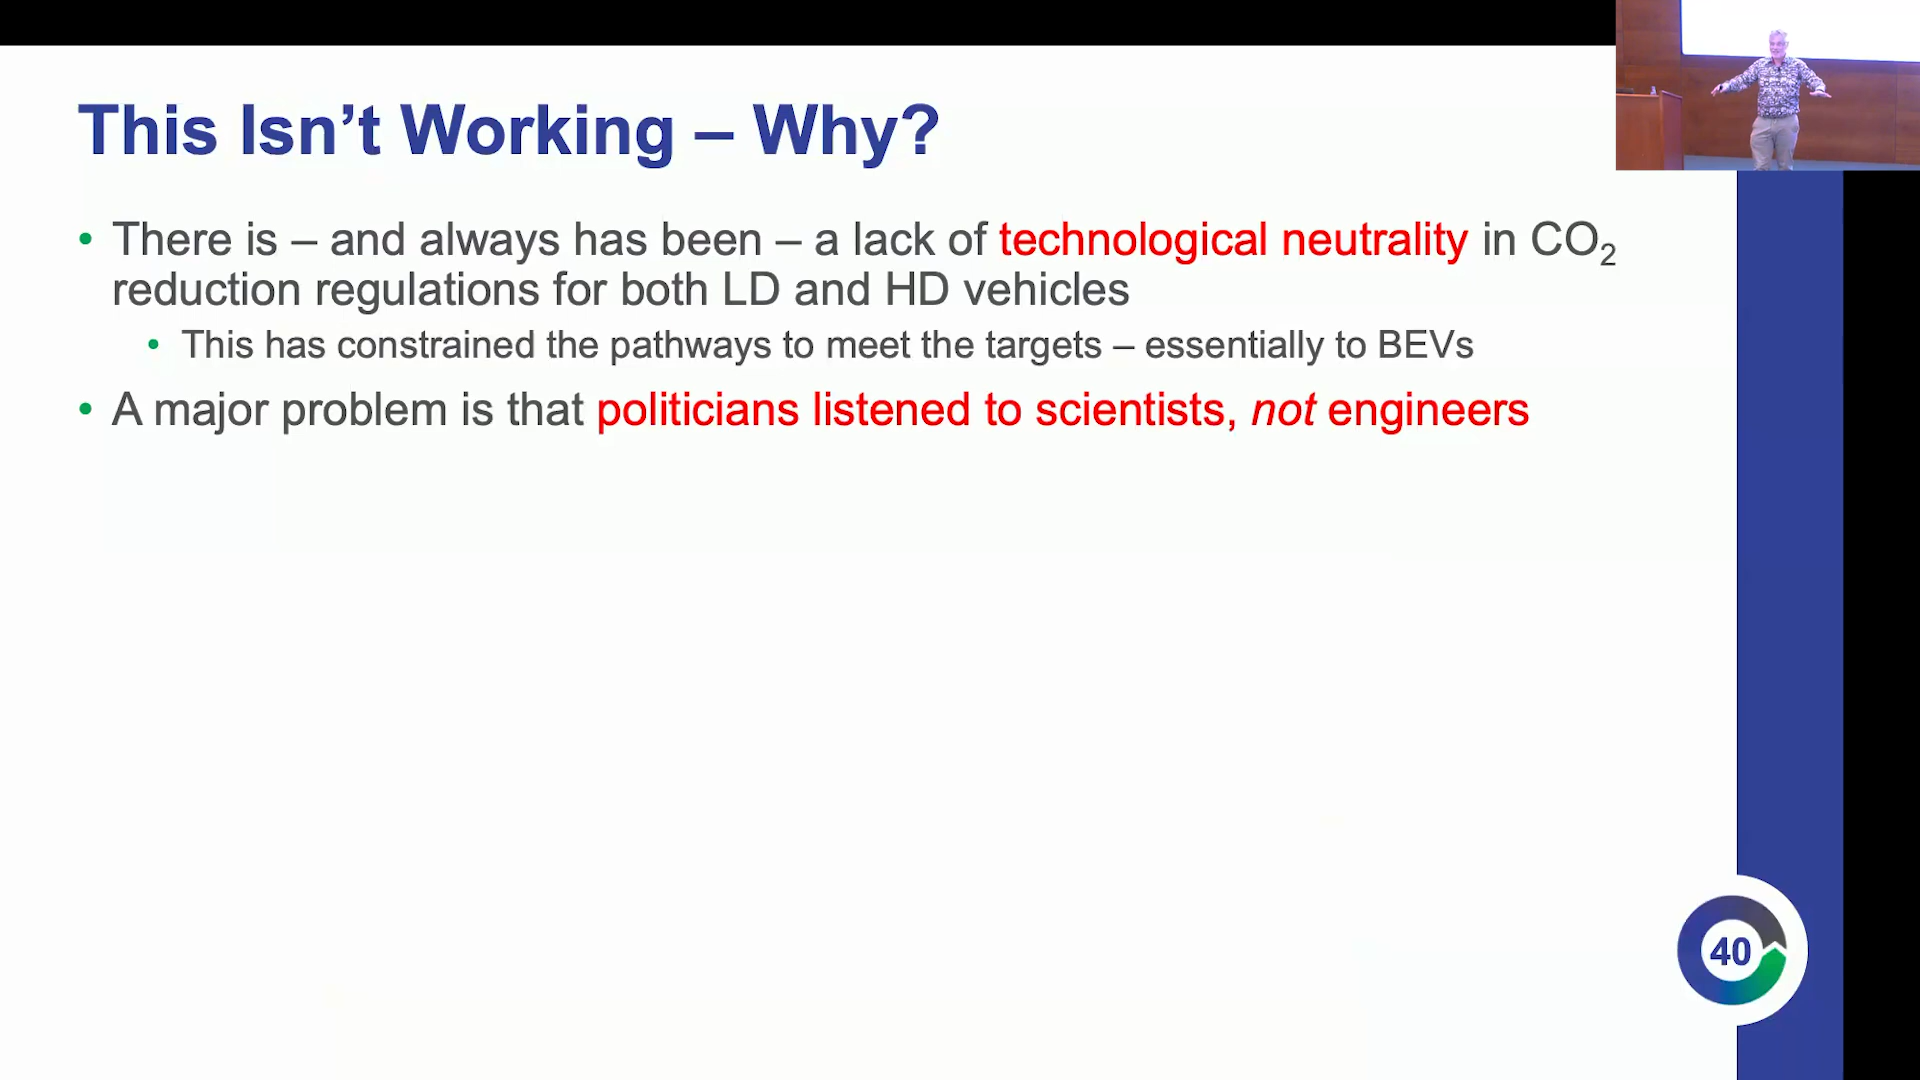 This Isn’t Working – Why?
• There is – and always has been – a lack of technological neutrality in CO₂
reduction regulations for both LD and HD vehicles
• This has constrained the pathways to meet the targets – essentially to BEVs
• A major problem is that politicians listened to scientists, not engineers
40